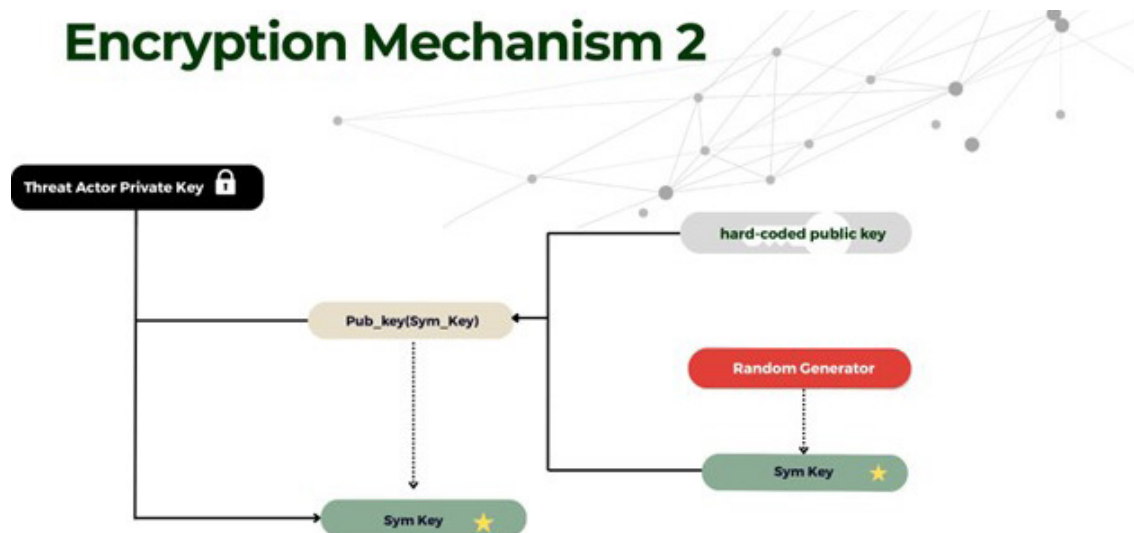 Encryption Mechanism 2
Threat Actor Private Key
hard-coded public key
Pub_key(Sym_Key)
Random Generator
Sym Key
Sym Key